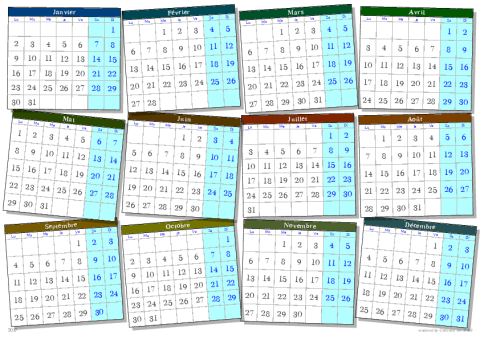 Janvier
Lu Ma Me Je Ve Sa Di
1
2 3 4 5 6 7 8
9 10 11 12 13 14 15
16 17 18 19 20 21 22
23 24 25 26 27 28 29
30 31
Février
Lu Ma Me Je Ve Sa Di
1 2 3 4 5
6 7 8 9 10 11 12
13 14 15 16 17 18 19
20 21 22 23 24 25 26
27 28
Mars
Lu Ma Me Je Ve Sa Di
1 2 3 4 5
6 7 8 9 10 11 12
13 14 15 16 17 18 19
20 21 22 23 24 25 26
27 28 29 30 31
Avril
Lu Ma Me Je Ve Sa Di
1 2
3 4 5 6 7 8 9
10 11 12 13 14 15 16
17 18 19 20 21 22 23
24 25 26 27 28 29 30
Mai
Lu Ma Me Je Ve Sa Di
1 2 3 4 5 6 7
8 9 10 11 12 13 14
15 16 17 18 19 20 21
22 23 24 25 26 27 28
29 30 31
Juin
Lu Ma Me Je Ve Sa Di
1 2 3 4
5 6 7 8 9 10 11
12 13 14 15 16 17 18
19 20 21 22 23 24 25
26 27 28 29 30
Juillet
Lu Ma Me Je Ve Sa Di
1 2
3 4 5 6 7 8 9
10 11 12 13 14 15 16
17 18 19 20 21 22 23
24 25 26 27 28 29 30
31
Août
Lu Ma Me Je Ve Sa Di
1 2 3 4 5 6
7 8 9 10 11 12 13
14 15 16 17 18 19 20
21 22 23 24 25 26 27
28 29 30 31
Septembre
Lu Ma Me Je Ve Sa Di
1 2 3
4 5 6 7 8 9 10
11 12 13 14 15 16 17
18 19 20 21 22 23 24
25 26 27 28 29 30
Octobre
Lu Ma Me Je Ve Sa Di
1
2 3 4 5 6 7 8
9 10 11 12 13 14 15
16 17 18 19 20 21 22
23 24 25 26 27 28 29
30 31
Novembre
Lu Ma Me Je Ve Sa Di
1 2 3 4 5
6 7 8 9 10 11 12
13 14 15 16 17 18 19
20 21 22 23 24 25 26
27 28 29 30
Décembre
Lu Ma Me Je Ve Sa Di
1 2 3
4 5 6 7 8 9 10
11 12 13 14 15 16 17
18 19 20 21 22 23 24
25 26 27 28 29 30 31